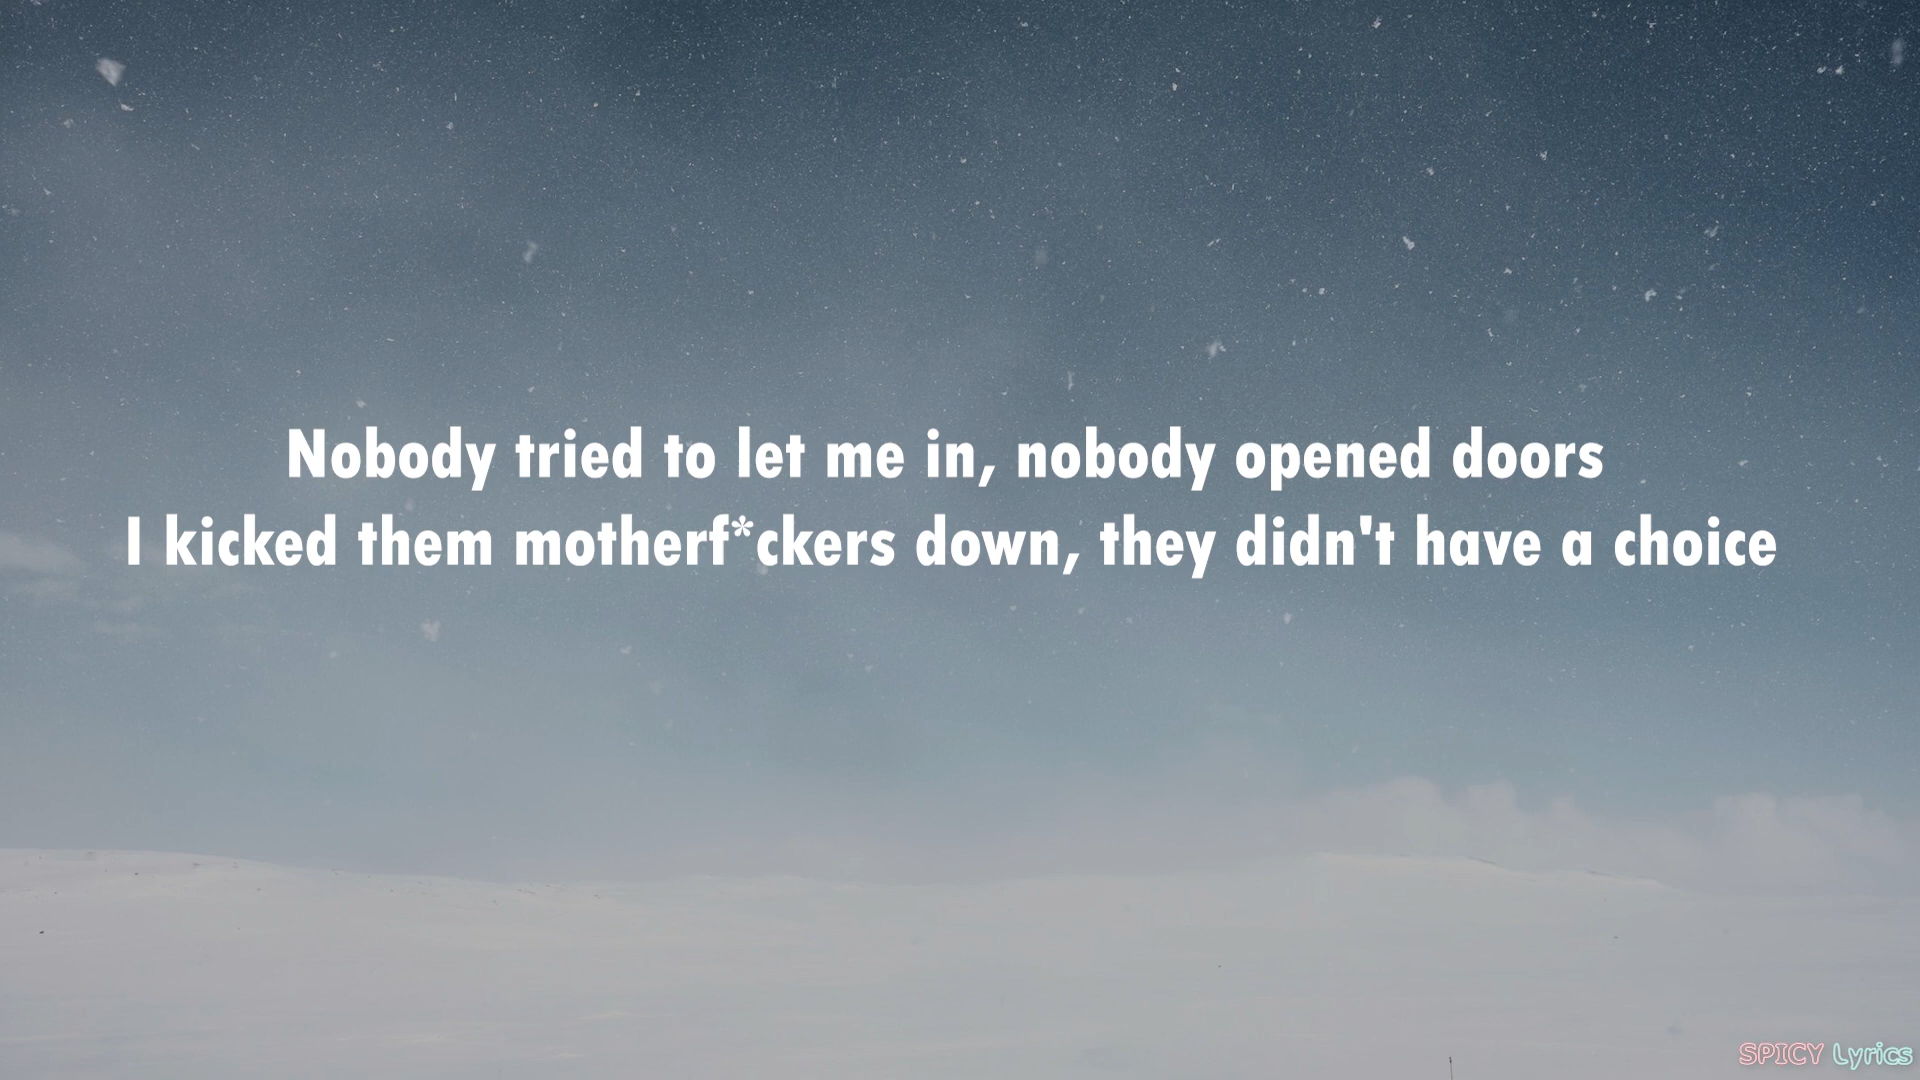 Nobody tried to let me in, nobody opened doors
I kicked them motherf*ckers down, they didn't have a choice
SPICY Lyrics